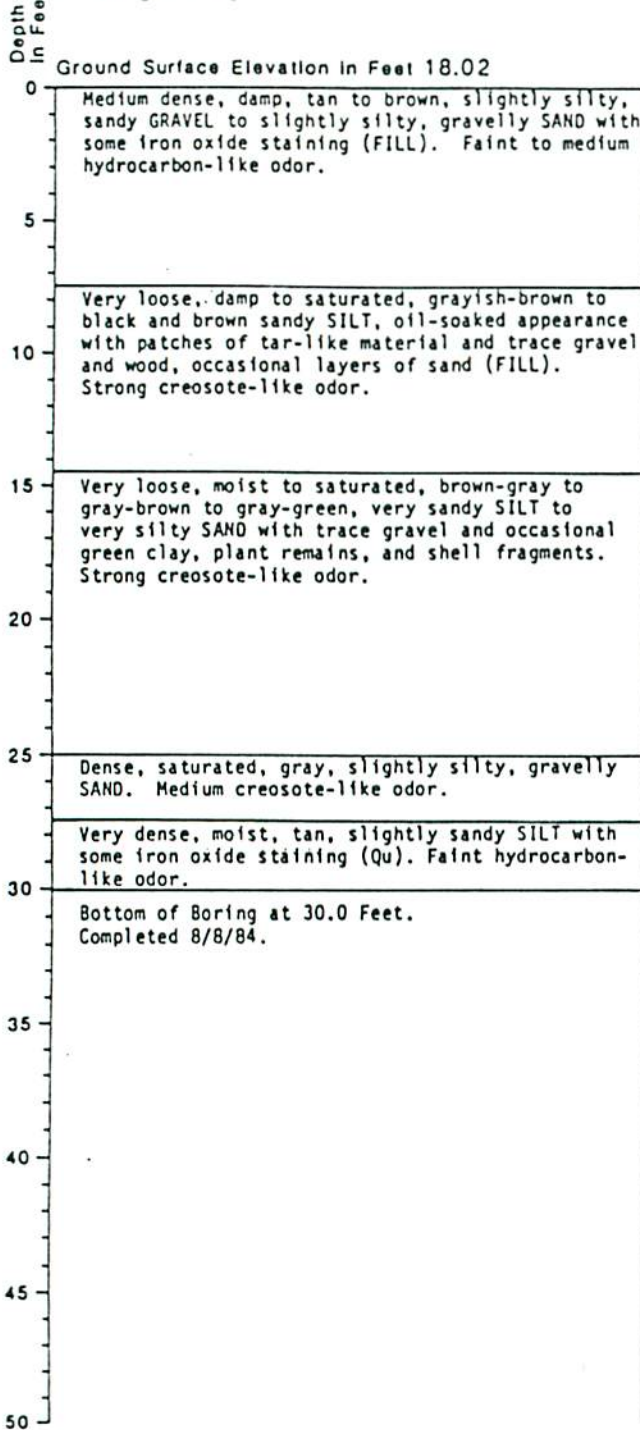 Depth
In Feet
Ground Surface Elevation in Feet 18.02
0
Medium dense, damp, tan to brown, slightly silty,
sandy GRAVEL to slightly silty, gravelly SAND with
some iron oxide staining (FILL). Faint to medium
hydrocarbon-like odor.
5
Very loose, damp to saturated, grayish-brown to
black and brown sandy SILT, oil-soaked appearance
with patches of tar-like material and trace gravel
10
and wood, occasional layers of sand (FILL).
Strong creosote-like odor.
15
Very loose, moist to saturated, brown-gray to
gray-brown to gray-green, very sandy SILT to
very silty SAND with trace gravel and occasional
green clay, plant remains, and shell fragments.
Strong creosote-like odor.
20
25
Dense, saturated, gray, slightly silty, gravelly
SAND. Medium creosote-like odor.
Very dense, moist, tan, slightly sandy SILT with
some iron oxide staining (Qu). Faint hydrocarbon-
like odor.
30
Bottom of Boring at 30.0 Feet.
Completed 8/8/84.
35
40
45
50